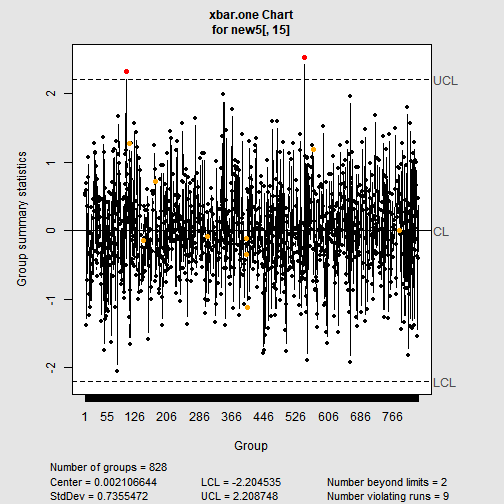 xbar.one Chart
for new5[, 15]
Group summary statistics
2
1
0
-1
-2
UCL
CL
LCL
1 55 126 206 286 366 446 526 606 686 766
Group
Number of groups = 828
Center = 0.002106644 LCL = -2.204535 Number beyond limits = 2
StdDev = 0.7355472 UCL = 2.208748 Number violating runs = 9